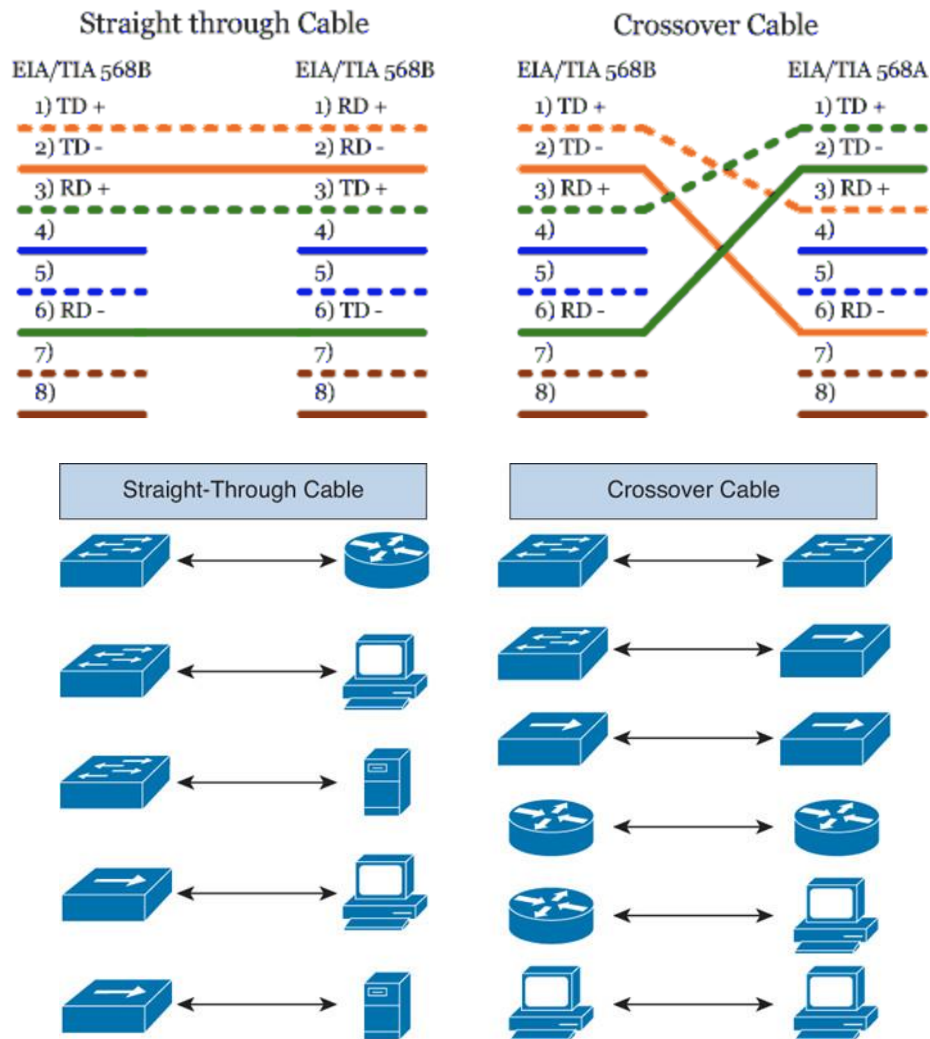 Straight through Cable
EIA/TIA 568B EIA/TIA 568B
1) TD + 1) RD +
2) TD - 2) RD -
3) RD + 3) TD +
4) 4)
5) 5)
6) RD - 6) TD -
7) 7)
8) 8)
Crossover Cable
EIA/TIA 568B EIA/TIA 568A
1) TD + 1) TD +
2) TD - 2) TD -
3) RD + 3) RD +
4) 4)
5) 5)
6) RD - 6) RD -
7) 7)
8) 8)
Straight-Through Cable
Crossover Cable